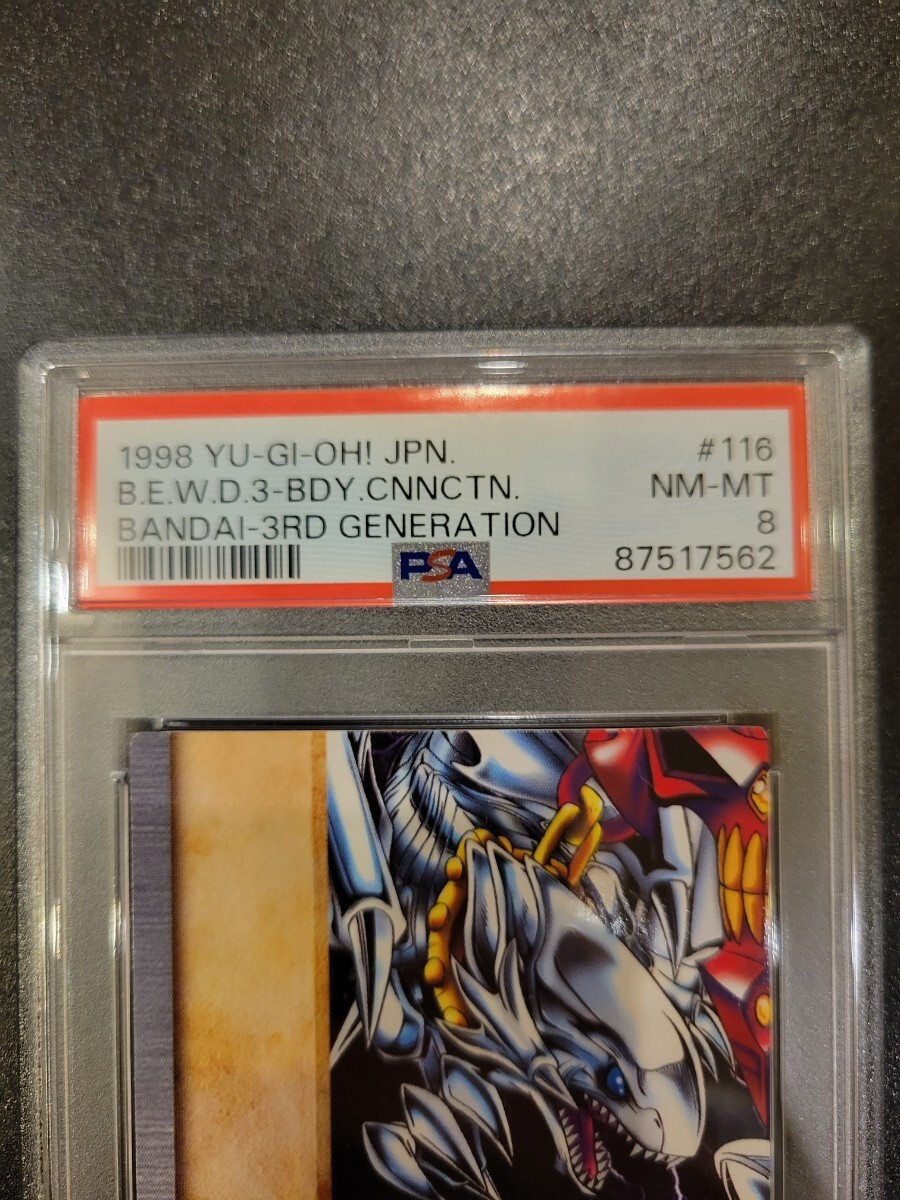 1998 YU-GI-OH! JPN. #116
B.E.W.D.3-BDY.CNNCTN. NM-MT
BANDAI-3RD GENERATION 8
PSA 87517562